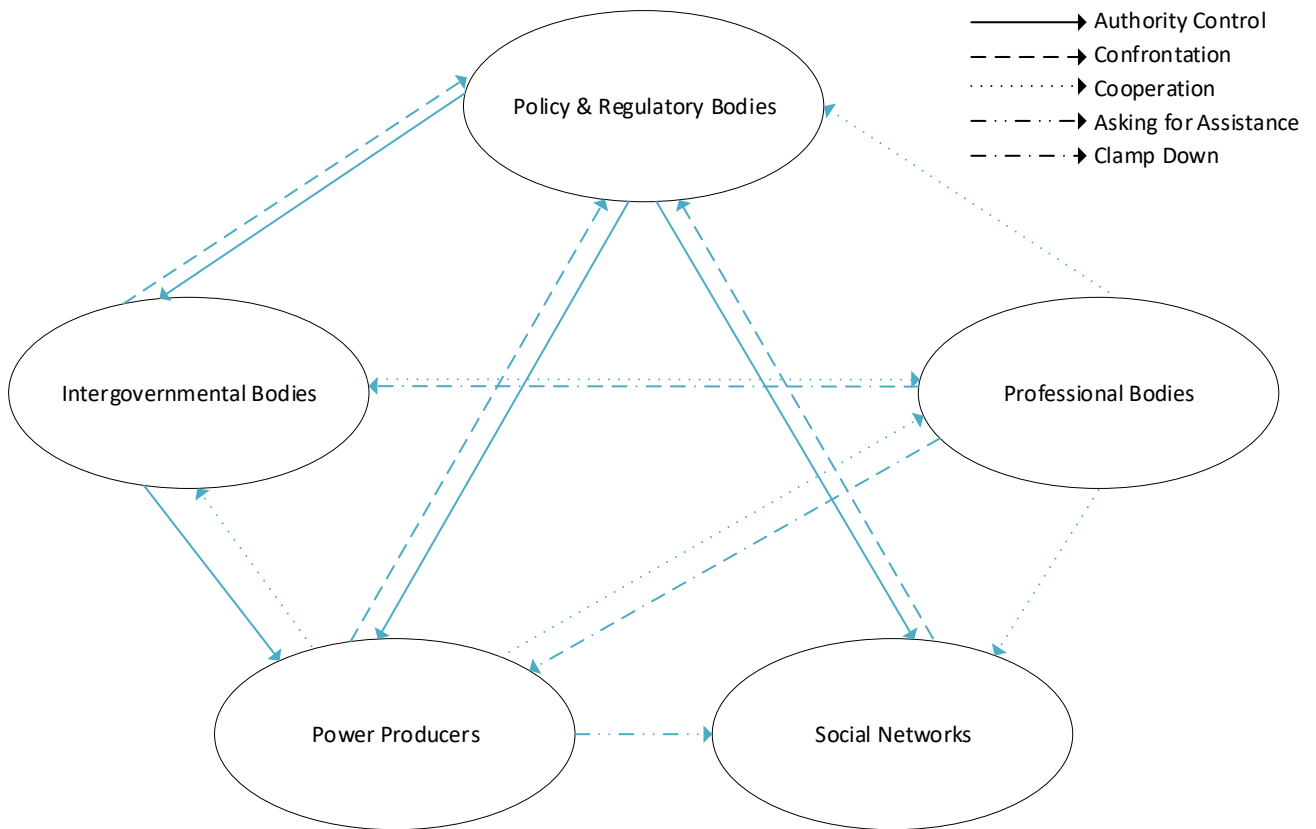 Authority Control
Confrontation
Cooperation
Asking for Assistance
Clamp Down
Policy & Regulatory Bodies
Intergovernmental Bodies
Professional Bodies
Power Producers
Social Networks